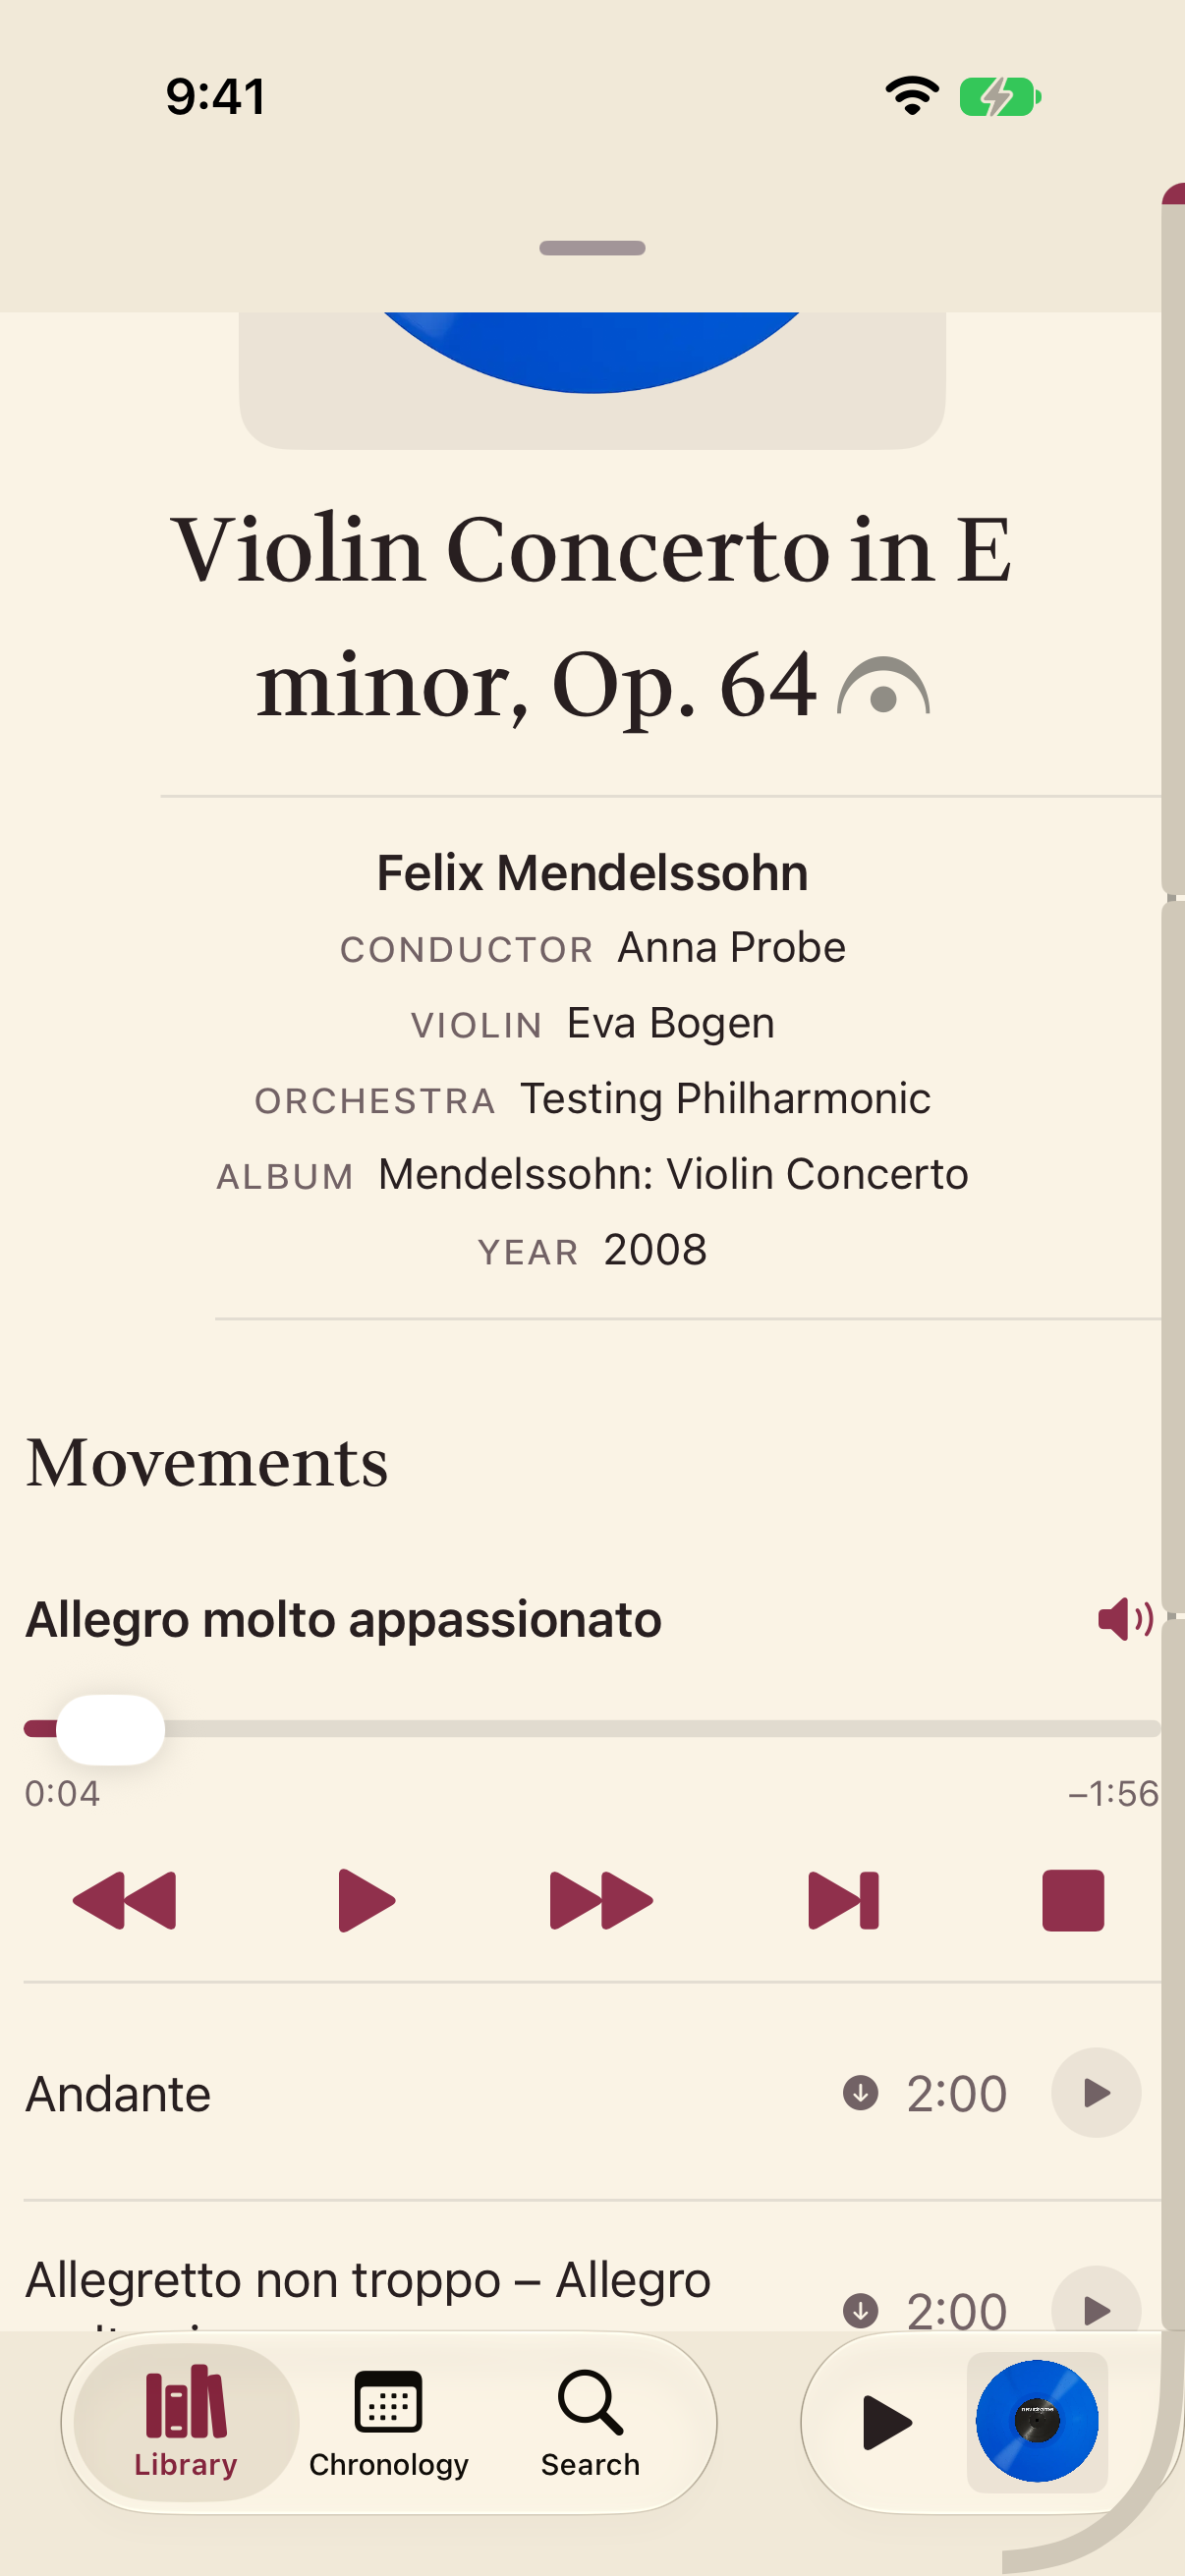 9:41
Violin Concerto in E
minor, Op. 64
Felix Mendelssohn
CONDUCTOR Anna Probe
VIOLIN Eva Bogen
ORCHESTRA Testing Philharmonic
ALBUM Mendelssohn: Violin Concerto
YEAR 2008
Movements
Allegro molto appassionato
0:04 –1:56
Andante 2:00
Allegretto non troppo – Allegro
2:00
Library Chronology Search